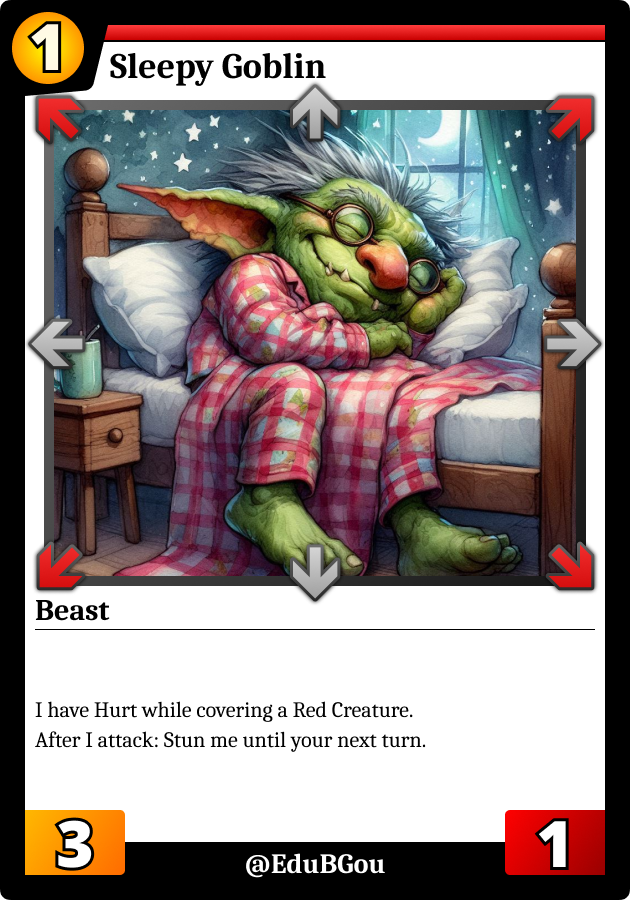 1
Sleepy Goblin
Beast
I have Hurt while covering a Red Creature.
After I attack: Stun me until your next turn.
3
@EduBGou
1